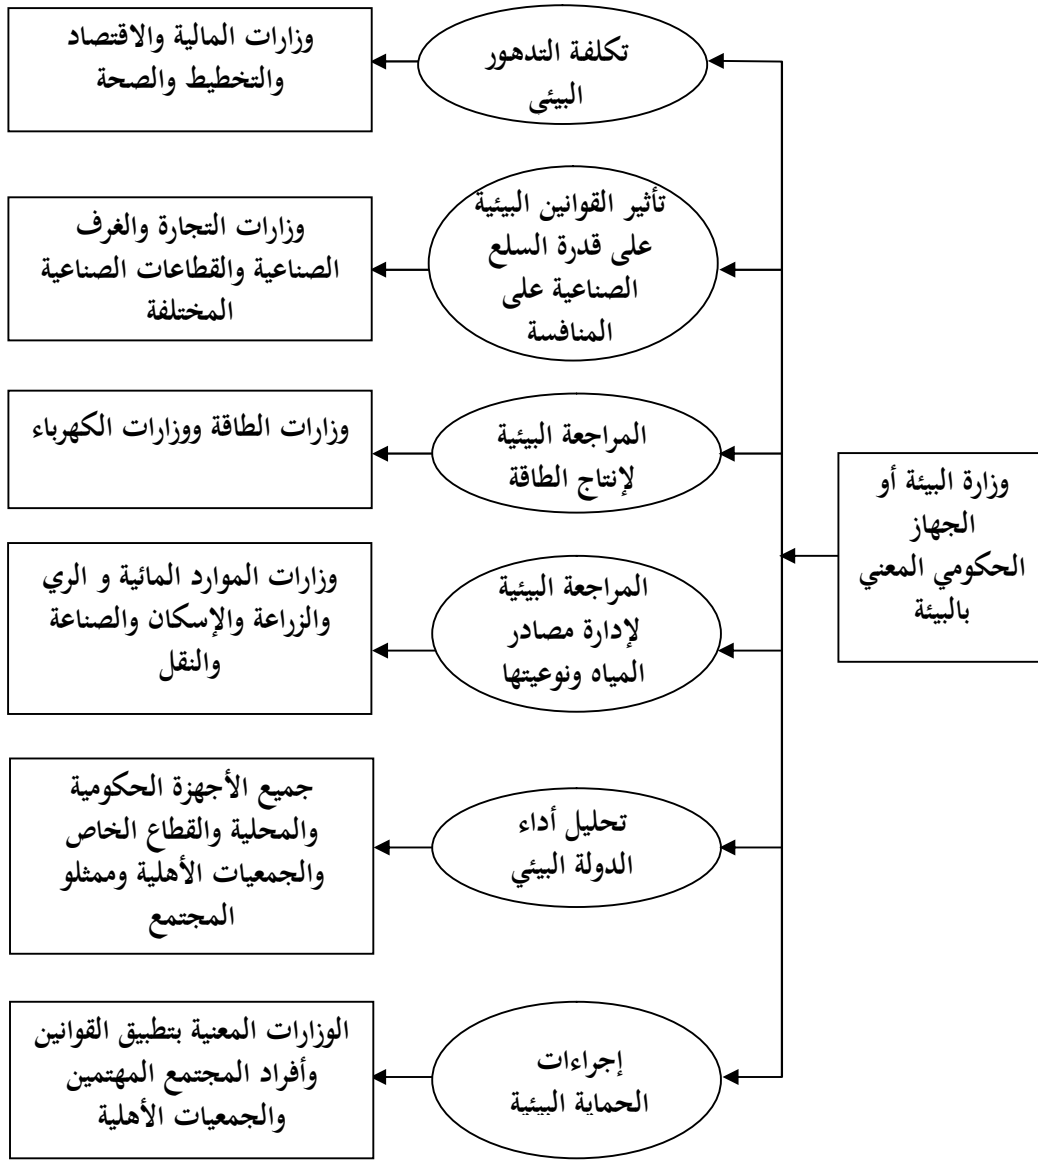 وزارة البيئة أو
الجهاز
الحكومي المعني
بالبيئة
تكلفة التدهور
البيئى
وزارات المالية والاقتصاد
والتخطيط والصحة
تأثير القوانين البيئية
على قدرة السلع
الصناعية على
المنافسة
وزارات التجارة والغرف
الصناعية والقطاعات الصناعية
المختلفة
المراجعة البيئية
لإنتاج الطاقة
وزارات الطاقة ووزارات الكهرباء
المراجعة البيئية
لإدارة مصادر
المياه ونوعيتها
وزارات الموارد المائية و الري
والزراعة والإسكان والصناعة
والنقل
تحليل أداء
الدولة البيئي
جميع الأجهزة الحكومية
والمحلية والقطاع الخاص
والجمعيات الأهلية وممثلو
المجتمع
إجراءات
الحماية البيئية
الوزارات المعنية بتطبيق القوانين
وأفراد المجتمع المهتمين
والجمعيات الأهلية